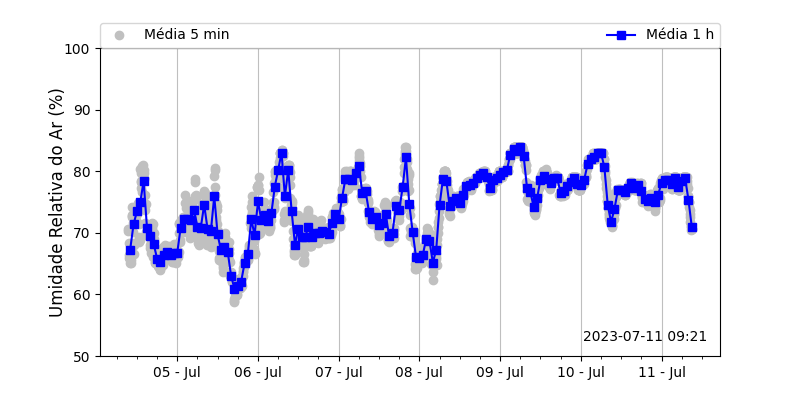 Média 5 min
Média 1 h
Umidade Relativa do Ar (%)
100
90
80
70
60
50
2023-07-11 09:21
05 - Jul
06 - Jul
07 - Jul
08 - Jul
09 - Jul
10 - Jul
11 - Jul